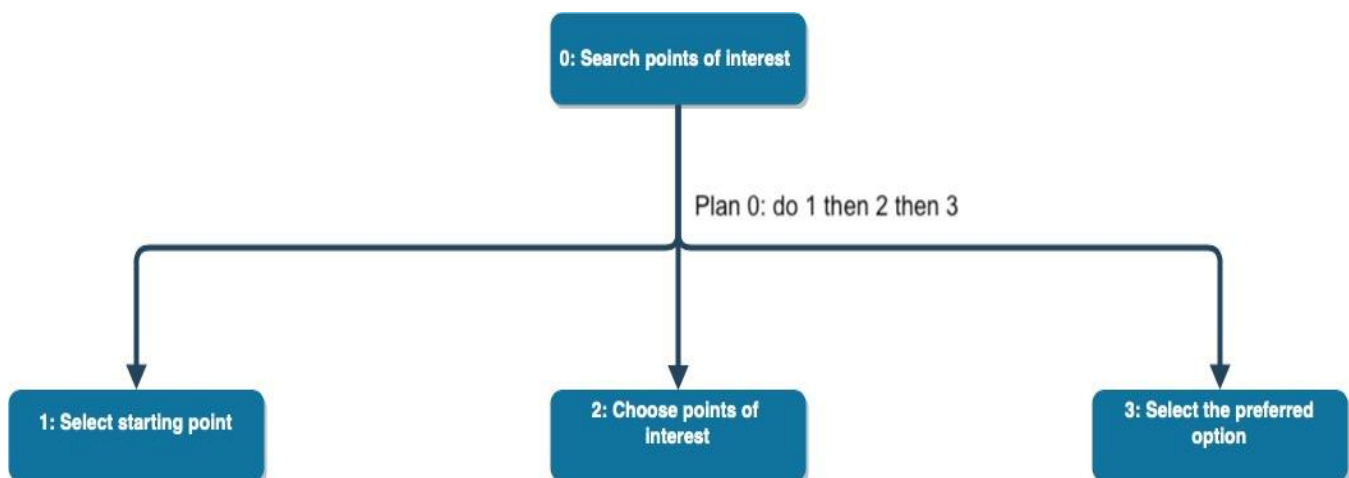 0: Search points of interest
Plan 0: do 1 then 2 then 3
1: Select starting point
2: Choose points of
interest
3: Select the preferred
option